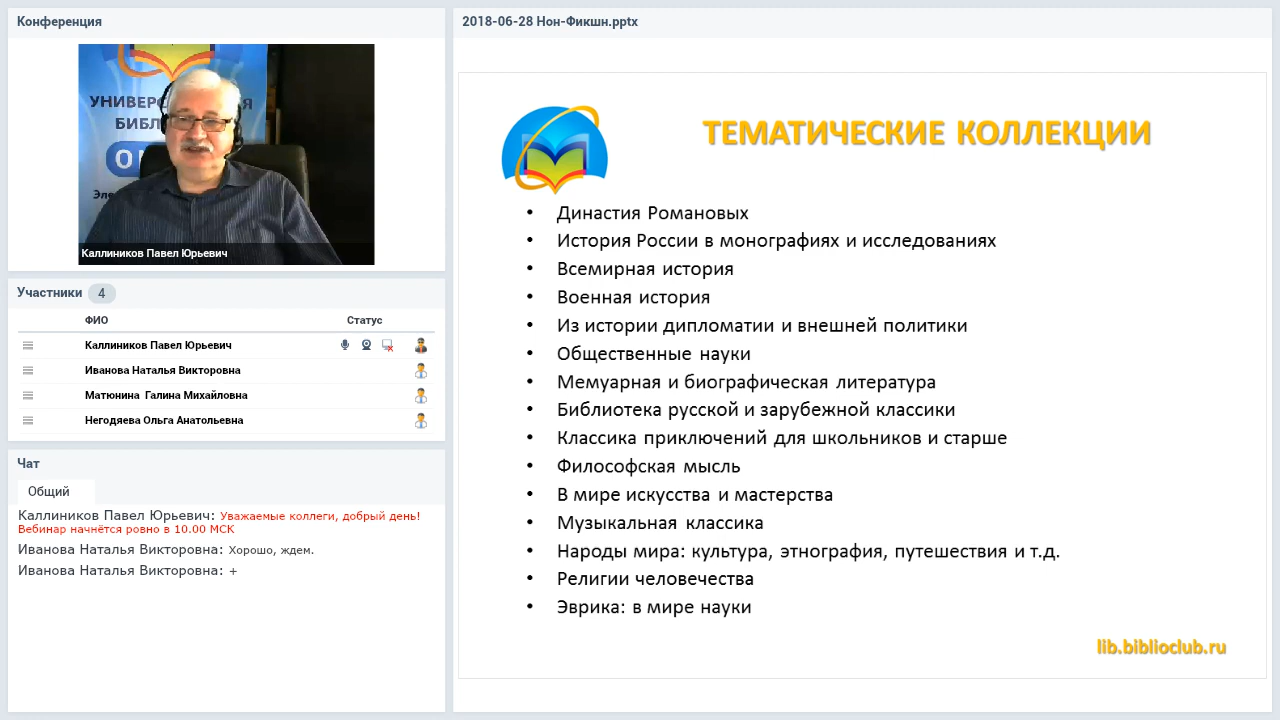 Конференция
УНИВЕР
БИБЛ
Каллиников Павел Юрьевич
Участники 4
ФИО Статус
Каллиников Павел Юрьевич
Иванова Наталья Викторовна
Матюнина Галина Михайловна
Негодяева Ольга Анатольевна
Чат
Общий
Каллиников Павел Юрьевич: Уважаемые коллеги, добрый день!
Вебинар начнётся ровно в 10.00 МСК
Иванова Наталья Викторовна: Хорошо, ждем.
Иванова Наталья Викторовна: +
2018-06-28 Нон-Фикшн.pptx
ТЕМАТИЧЕСКИЕ КОЛЛЕКЦИИ
• Династия Романовых
• История России в монографиях и исследованиях
• Всемирная история
• Военная история
• Из истории дипломатии и внешней политики
• Общественные науки
• Мемуарная и биографическая литература
• Библиотека русской и зарубежной классики
• Классика приключений для школьников и старше
• Философская мысль
• В мире искусства и мастерства
• Музыкальная классика
• Народы мира: культура, этнография, путешествия и т.д.
• Религии человечества
• Эврика: в мире науки
lib.biblioclub.ru